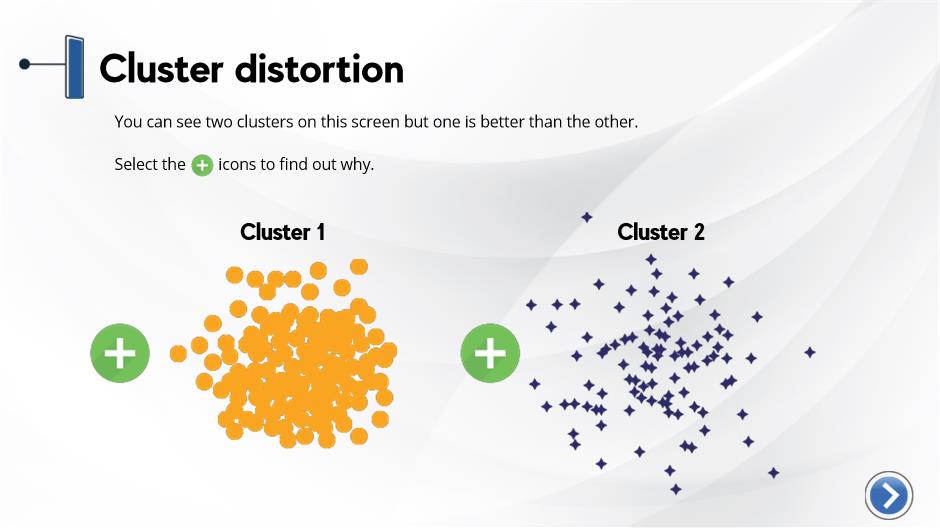 Cluster distortion
You can see two clusters on this screen but one is better than the other.
Select the + icons to find out why.
Cluster 1
Cluster 2